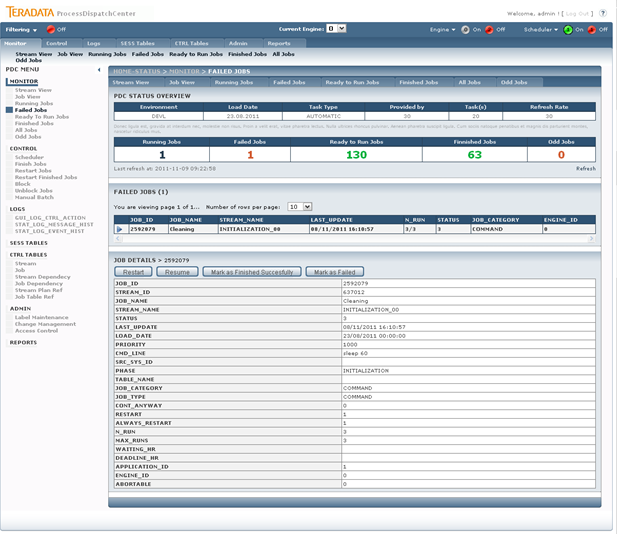 TERADATA ProcessDispatchCenter
Welcome, admin ! [Log Out] ?
Filtering Off
Current Engine: 0
Engine On Off
Scheduler On Off
Monitor Control Logs SESS Tables CTRL Tables Admin Reports
Stream View Job View Running Jobs Failed Jobs Ready to Run Jobs Finished Jobs All Jobs
Odd Jobs
PDC MENU
MONITOR
Stream View
Job View
Running Jobs
Failed Jobs
Ready To Run Jobs
Finished Jobs
All Jobs
Odd Jobs
CONTROL
Scheduler
Finish Jobs
Restart Jobs
Restart Finished Jobs
Block
Unblock Jobs
Manual Batch
LOGS
GUI_LOG_CTRL_ACTION
STAT_LOG_MESSAGE_HIST
STAT_LOG_EVENT_HIST
SESS TABLES
CTRL TABLES
Stream
Job
Stream Dependecy
Job Dependency
Stream Plan Ref
Job Table Ref
ADMIN
Label Maintenance
Change Management
Access Control
REPORTS
HOME-STATUS > MONITOR > FAILED JOBS
Stream View Job View Running Jobs Failed Jobs Ready to Run Jobs Finished Jobs All Jobs Odd Jobs
PDC STATUS OVERVIEW
Environment Load Date Task Type Provided by Task(s) Refresh Rate
DEVL 23.08.2011 AUTOMATIC 30 20 30
Running Jobs Failed Jobs Ready to Run Jobs Finnished Jobs Odd Jobs
1 1 130 63 0
Last refresh at: 2011-11-09 09:22:58
Refresh
FAILED JOBS (1)
You are viewing page 1 of 1... Number of rows per page: 10
JOB_ID JOB_NAME STREAM_NAME LAST_UPDATE N_RUN STATUS JOB_CATEGORY ENGINE_ID
2592079 Cleaning INITIALIZATION_00 08/11/2011 16:10:57 3/3 3 COMMAND 0
JOB DETAILS > 2592079
Restart Resume Mark as Finished Succesfully Mark as Failed
JOB_ID 2592079
STREAM_ID 637012
JOB_NAME Cleaning
STREAM_NAME INITIALIZATION_00
STATUS 3
LAST_UPDATE 08/11/2011 16:10:57
LOAD_DATE 23/08/2011 00:00:00
PRIORITY 1000
CMD_LINE sleep 60
SRC_SYS_ID
PHASE INITIALIZATION
TABLE_NAME
JOB_CATEGORY COMMAND
JOB_TYPE COMMAND
CONT_ANYWAY 0
RESTART 1
ALWAYS_RESTART 1
N_RUN 3
MAX_RUNS 3
WAITING_HR
DEADLINE_HR
APPLICATION_ID 1
ENGINE_ID 0
ABORTABLE 0